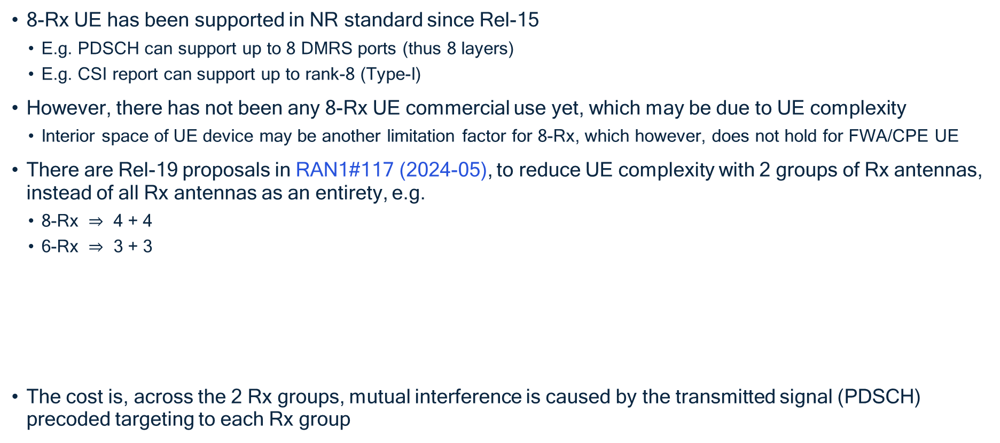 • 8-Rx UE has been supported in NR standard since Rel-15
• E.g. PDSCH can support up to 8 DMRS ports (thus 8 layers)
• E.g. CSI report can support up to rank-8 (Type-I)
• However, there has not been any 8-Rx UE commercial use yet, which may be due to UE complexity
• Interior space of UE device may be another limitation factor for 8-Rx, which however, does not hold for FWA/CPE UE
• There are Rel-19 proposals in RAN1#117 (2024-05), to reduce UE complexity with 2 groups of Rx antennas,
instead of all Rx antennas as an entirety, e.g.
• 8-Rx ⇒ 4 + 4
• 6-Rx ⇒ 3 + 3
• The cost is, across the 2 Rx groups, mutual interference is caused by the transmitted signal (PDSCH)
precoded targeting to each Rx group